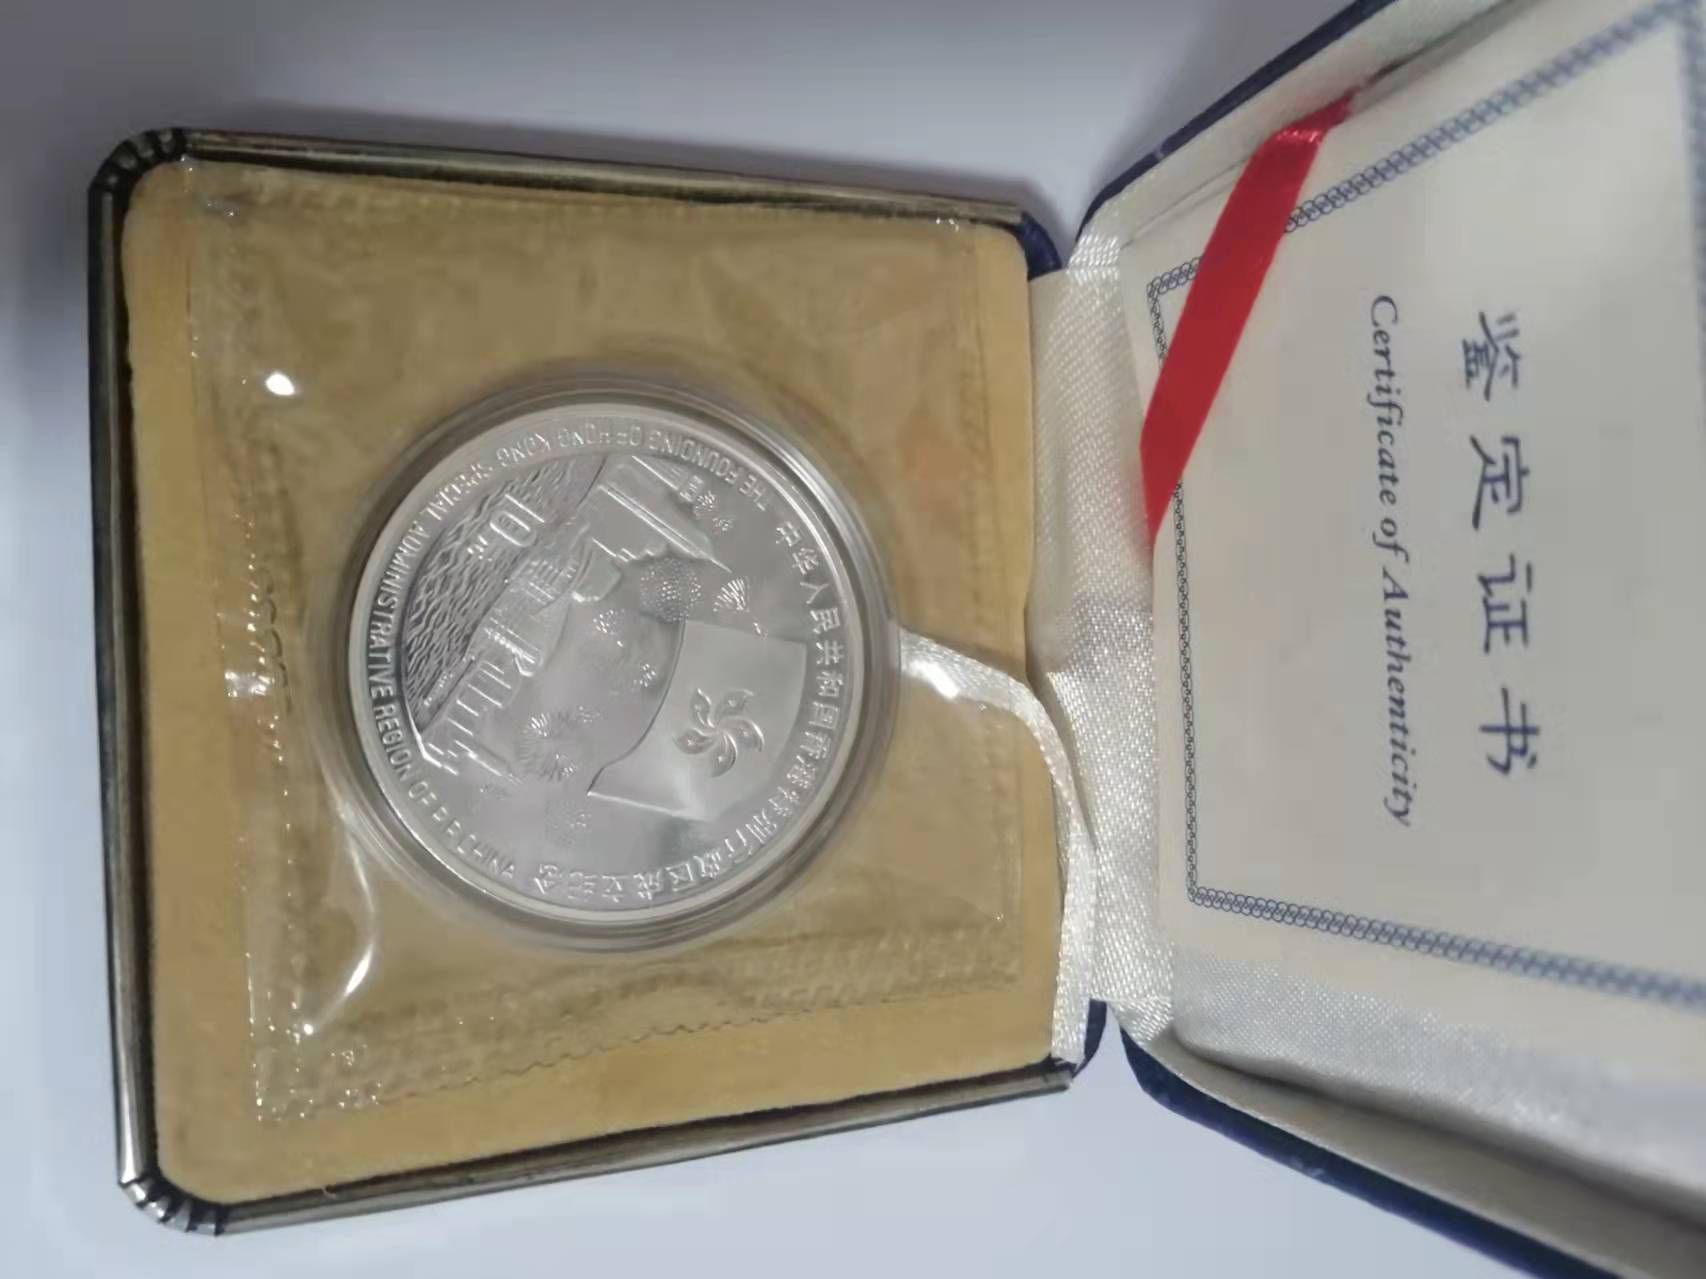 中华人民共和国香港特别行政区成立纪念
THE FOUNDING OF HONG KONG SPECIAL ADMINISTRATIVE REGION OF P.R.CHINA
10元
鉴定证书
Certificate of Authenticity